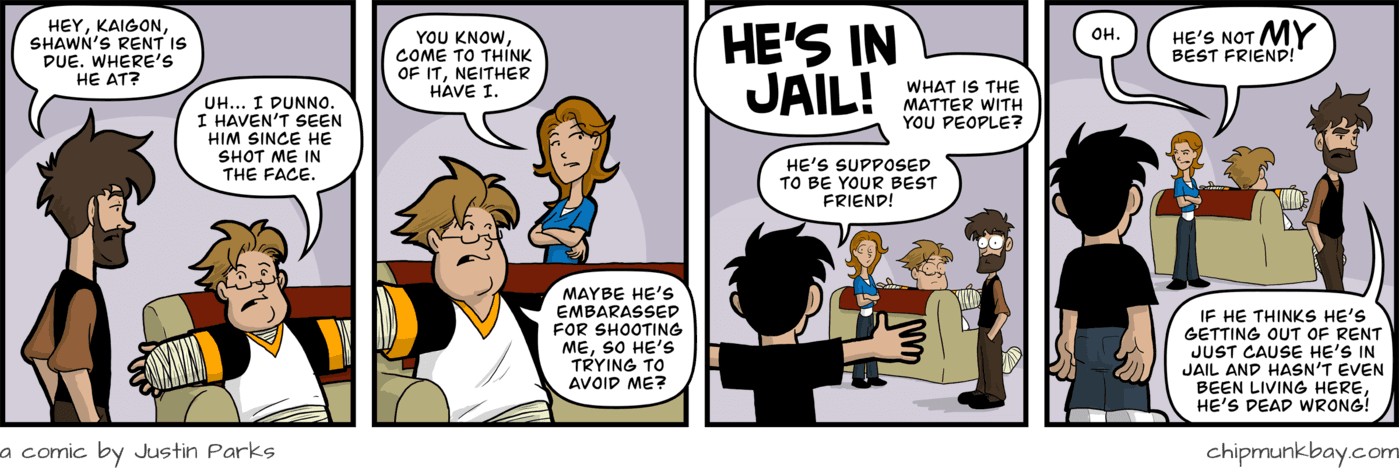 HEY, KAIGON,
SHAWN'S RENT IS
DUE. WHERE'S
HE AT?
UH... I DUNNO.
I HAVEN'T SEEN
HIM SINCE HE
SHOT ME IN
THE FACE.
YOU KNOW,
COME TO THINK
OF IT, NEITHER
HAVE I.
MAYBE HE'S
EMBARASSED
FOR SHOOTING
ME, SO HE'S
TRYING TO
AVOID ME?
HE'S IN
JAIL!
WHAT IS THE
MATTER WITH
YOU PEOPLE?
HE'S SUPPOSED
TO BE YOUR BEST
FRIEND!
OH.
HE'S NOT MY
BEST FRIEND!
IF HE THINKS HE'S
GETTING OUT OF RENT
JUST CAUSE HE'S IN
JAIL AND HASN'T EVEN
BEEN LIVING HERE,
HE'S DEAD WRONG!
a comic by Justin Parks
chipmunkbay.com